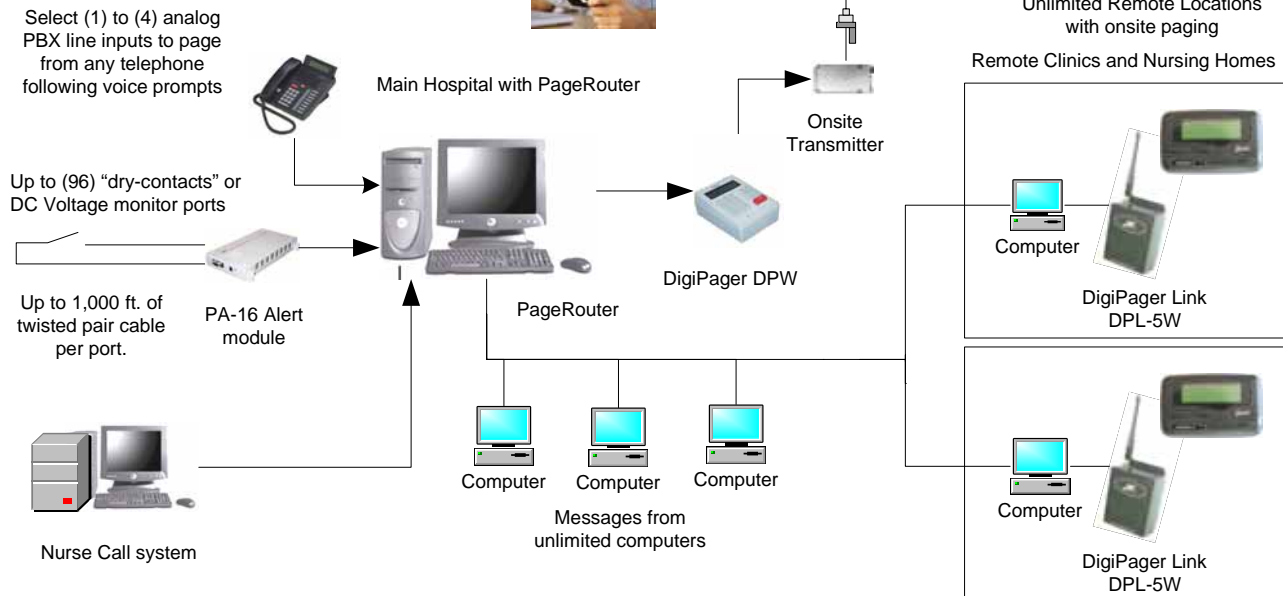 Select (1) to (4) analog
PBX line inputs to page
from any telephone
following voice prompts
Main Hospital with PageRouter
Unlimited Remote Locations
with onsite paging
Remote Clinics and Nursing Homes
Onsite
Transmitter
Up to (96) “dry-contacts” or
DC Voltage monitor ports
Up to 1,000 ft. of
twisted pair cable
per port.
PA-16 Alert
module
PageRouter
DigiPager DPW
Computer
DigiPager Link
DPL-5W
Computer
Computer
Computer
Messages from
unlimited computers
Nurse Call system
Computer
DigiPager Link
DPL-5W